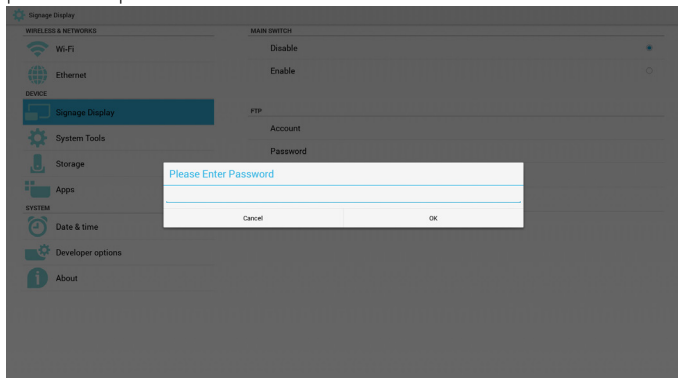 Signage Display
WIRELESS & NETWORKS
Wi-Fi
Ethernet
DEVICE
Signage Display
System Tools
Storage
Apps
SYSTEM
Date & time
Developer options
About
MAIN SWITCH
Disable
Enable
FTP
Account
Password
Please Enter Password
Cancel
OK